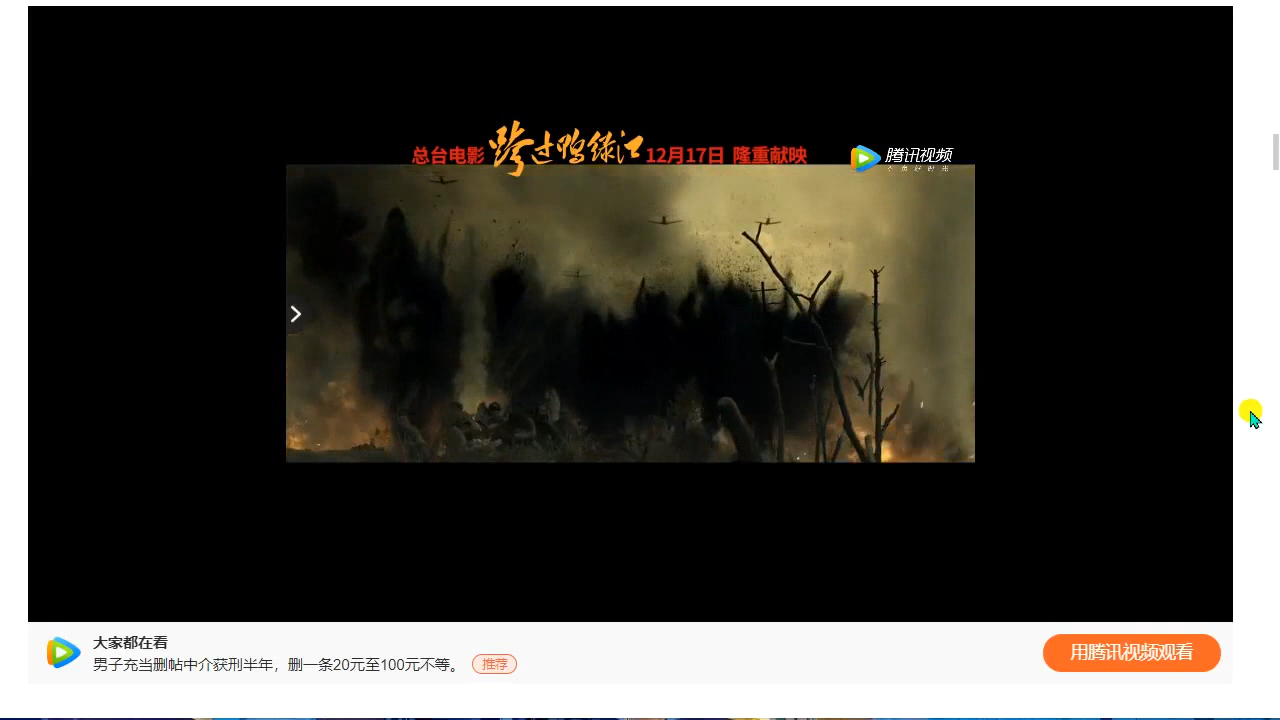 总台电影 跨过鸭绿江 12月17日 隆重献映
腾讯视频
大家都在看
男子充当删帖中介获刑半年，删一条20元至100元不等。 推荐
用腾讯视频观看